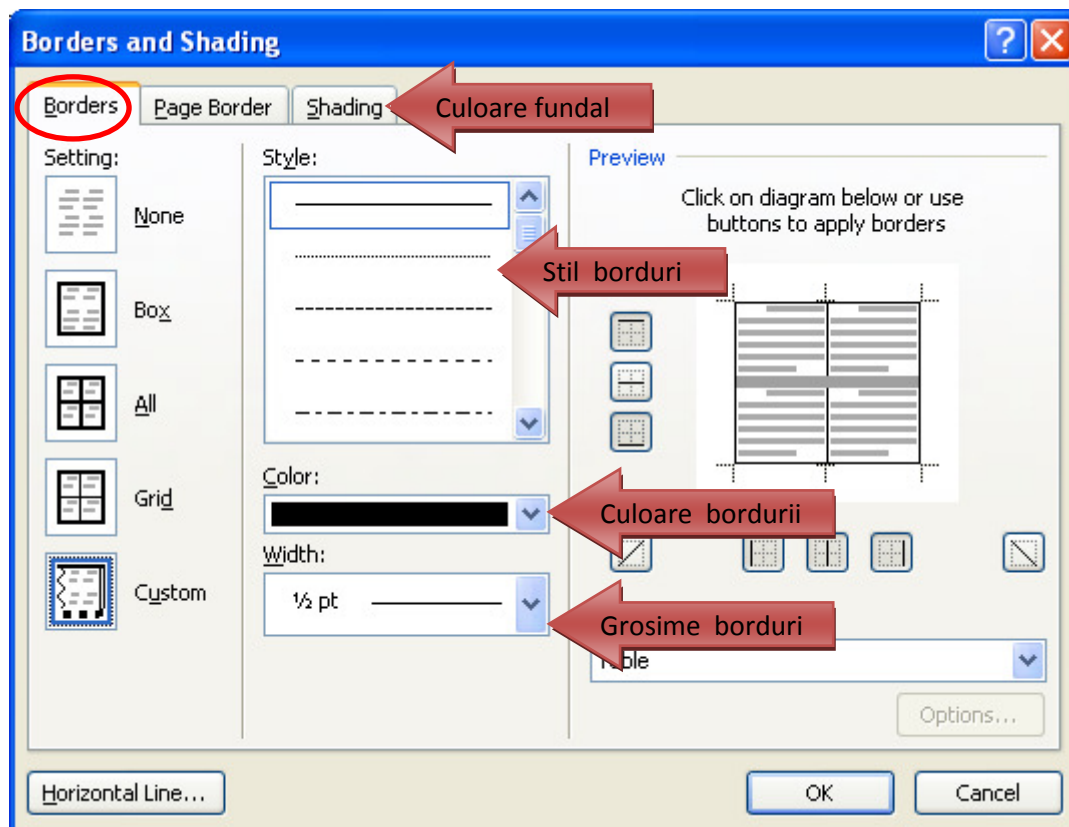 Borders and Shading
Borders
Page Border
Shading
Culoare fundal
Setting:
None
Box
All
Grid
Custom
Style:
Stil borduri
Color:
Culoare bordurii
Width:
½ pt
Grosime borduri
Preview
Click on diagram below or use
buttons to apply borders
Options...
Horizontal Line...
OK
Cancel